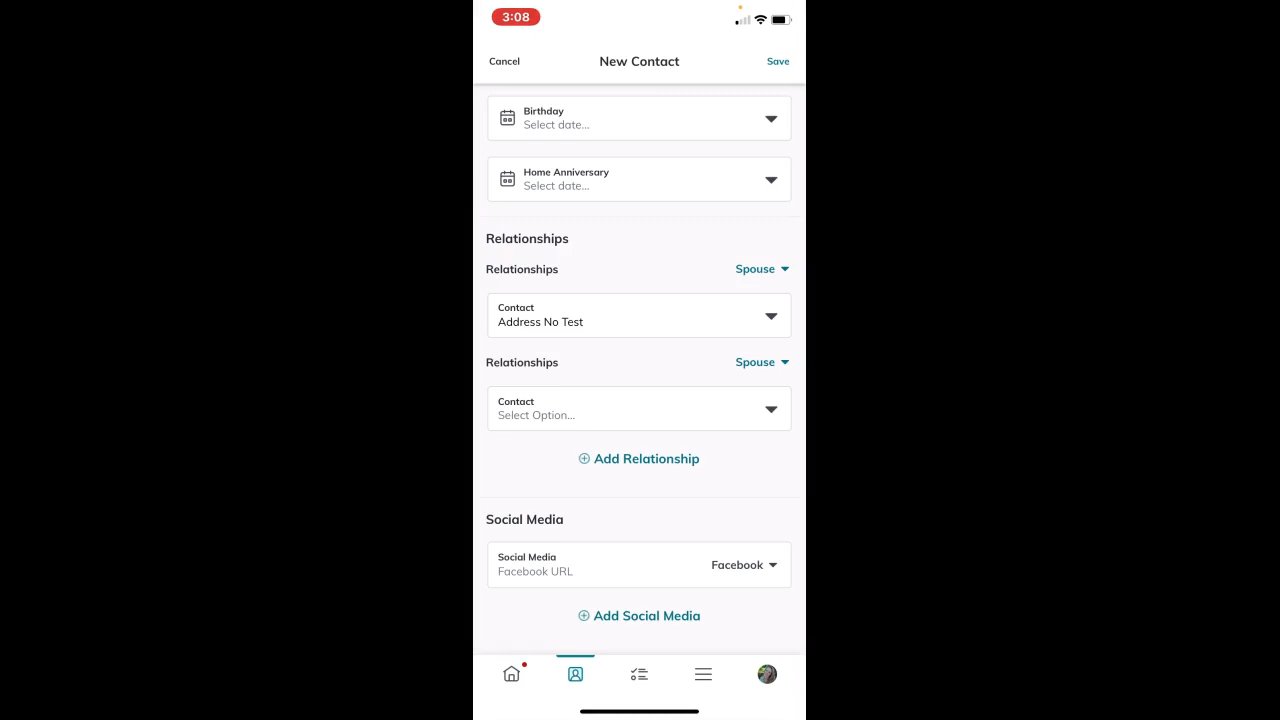 3:08
Cancel New Contact Save
Birthday
Select date...
Home Anniversary
Select date...
Relationships
Relationships Spouse
Contact
Address No Test
Relationships Spouse
Contact
Select Option...
Add Relationship
Social Media
Social Media
Facebook URL
Facebook
Add Social Media